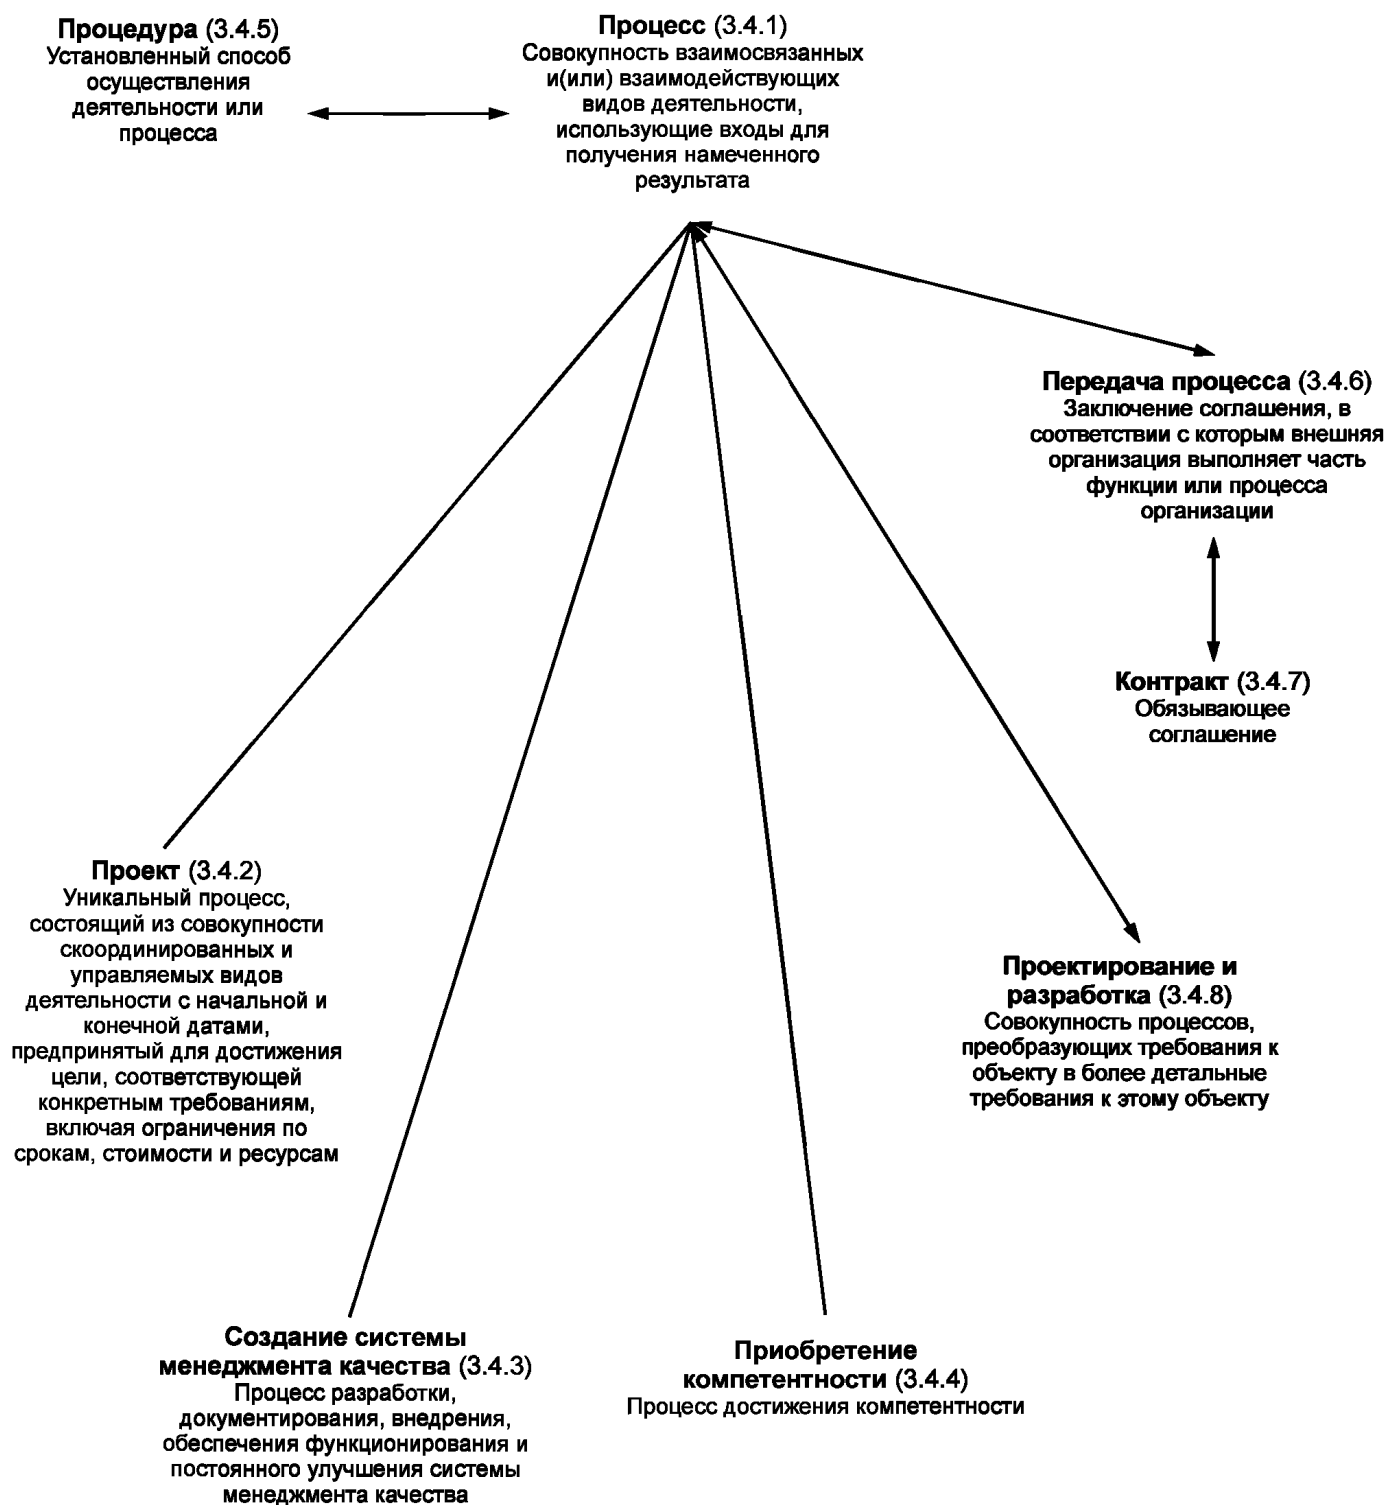 Процедура (3.4.5)
Установленный способ
осуществления
деятельности или
процесса
Процесс (3.4.1)
Совокупность взаимосвязанных
и(или) взаимодействующих
видов деятельности,
использующие входы для
получения намеченного
результата
Передача процесса (3.4.6)
Заключение соглашения, в
соответствии с которым внешняя
организация выполняет часть
функции или процесса
организации
Контракт (3.4.7)
Обязывающее
соглашение
Проект (3.4.2)
Уникальный процесс,
состоящий из совокупности
скоординированных и
управляемых видов
деятельности с начальной и
конечной датами,
предпринятый для достижения
цели, соответствующей
конкретным требованиям,
включая ограничения по
срокам, стоимости и ресурсам
Проектирование и
разработка (3.4.8)
Совокупность процессов,
преобразующих требования к
объекту в более детальные
требования к этому объекту
Создание системы
менеджмента качества (3.4.3)
Процесс разработки,
документирования, внедрения,
обеспечения функционирования и
постоянного улучшения системы
менеджмента качества
Приобретение
компетентности (3.4.4)
Процесс достижения компетентности